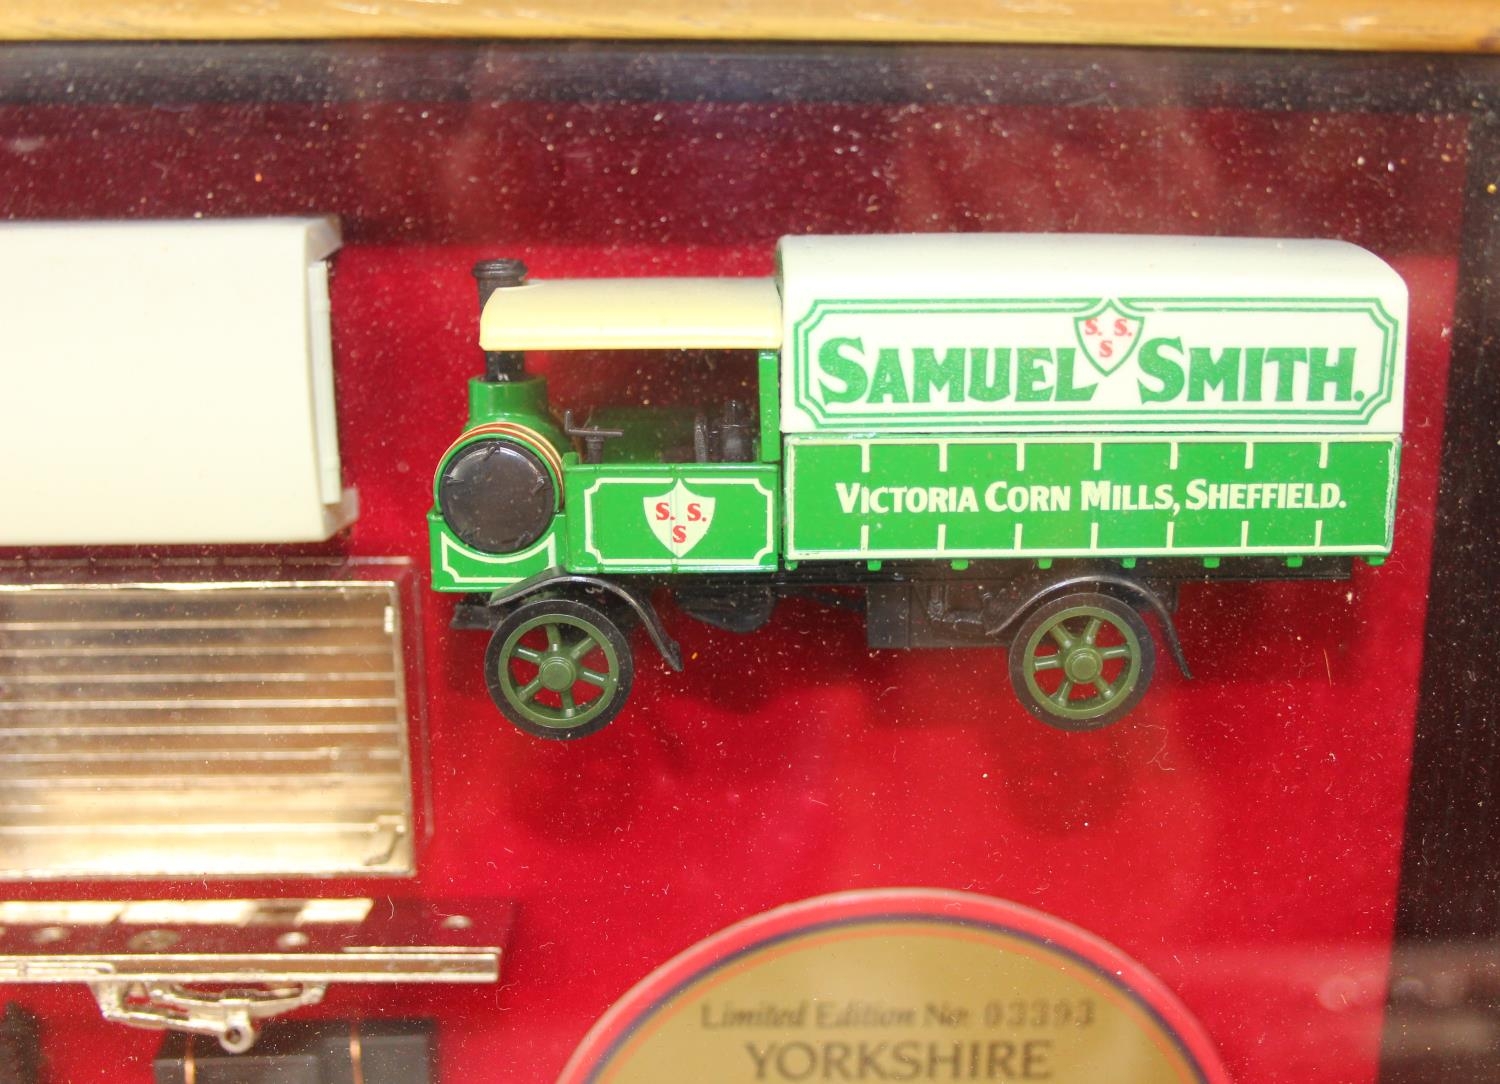 S. S.
S
SAMUEL SMITH.
VICTORIA CORN MILLS, SHEFFIELD.
S. S.
S
Limited Edition No. 03393
YORKSHIRE